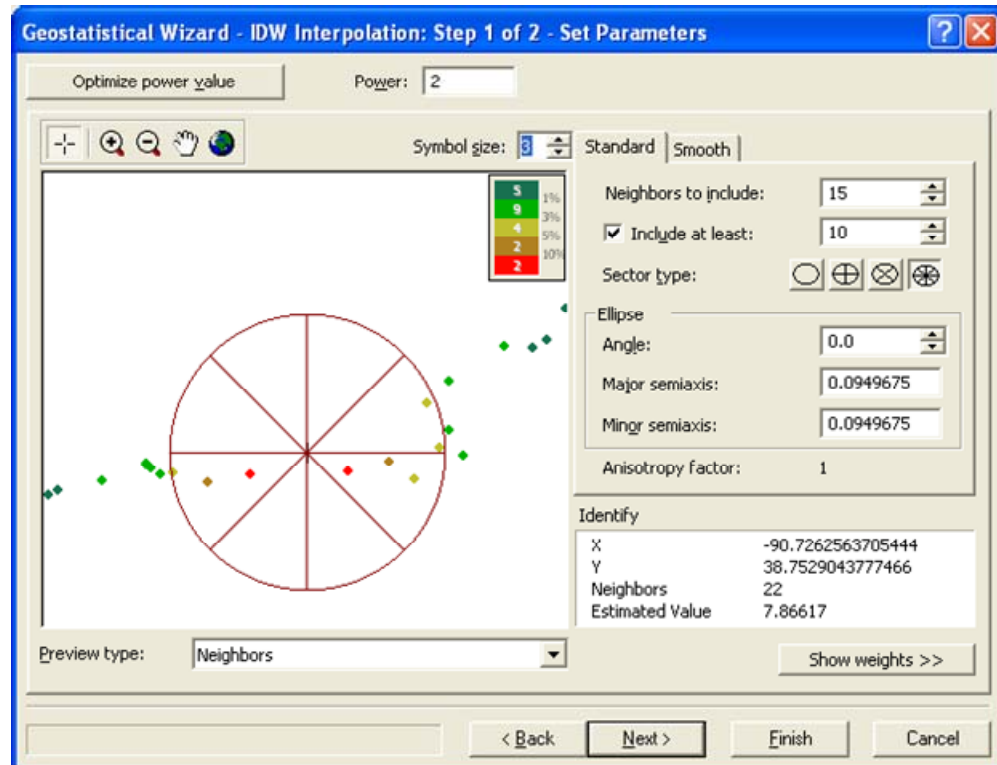 Geostatistical Wizard - IDW Interpolation: Step 1 of 2 - Set Parameters
Optimize power value
Power: 2
Symbol size: 3
Standard
Smooth
5
9
4
2
2
1%
3%
5%
10%
Neighbors to include: 15
Include at least: 10
Sector type:
Ellipse
Angle: 0.0
Major semiaxis: 0.0949675
Minor semiaxis: 0.0949675
Anisotropy factor: 1
Identify
X -90.7262563705444
Y 38.7529043777466
Neighbors 22
Estimated Value 7.86617
Preview type: Neighbors
Show weights >>
< Back
Next >
Finish
Cancel